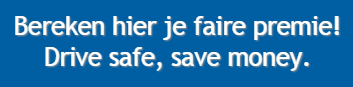 Bereken hier je faire premie!
Drive safe, save money.